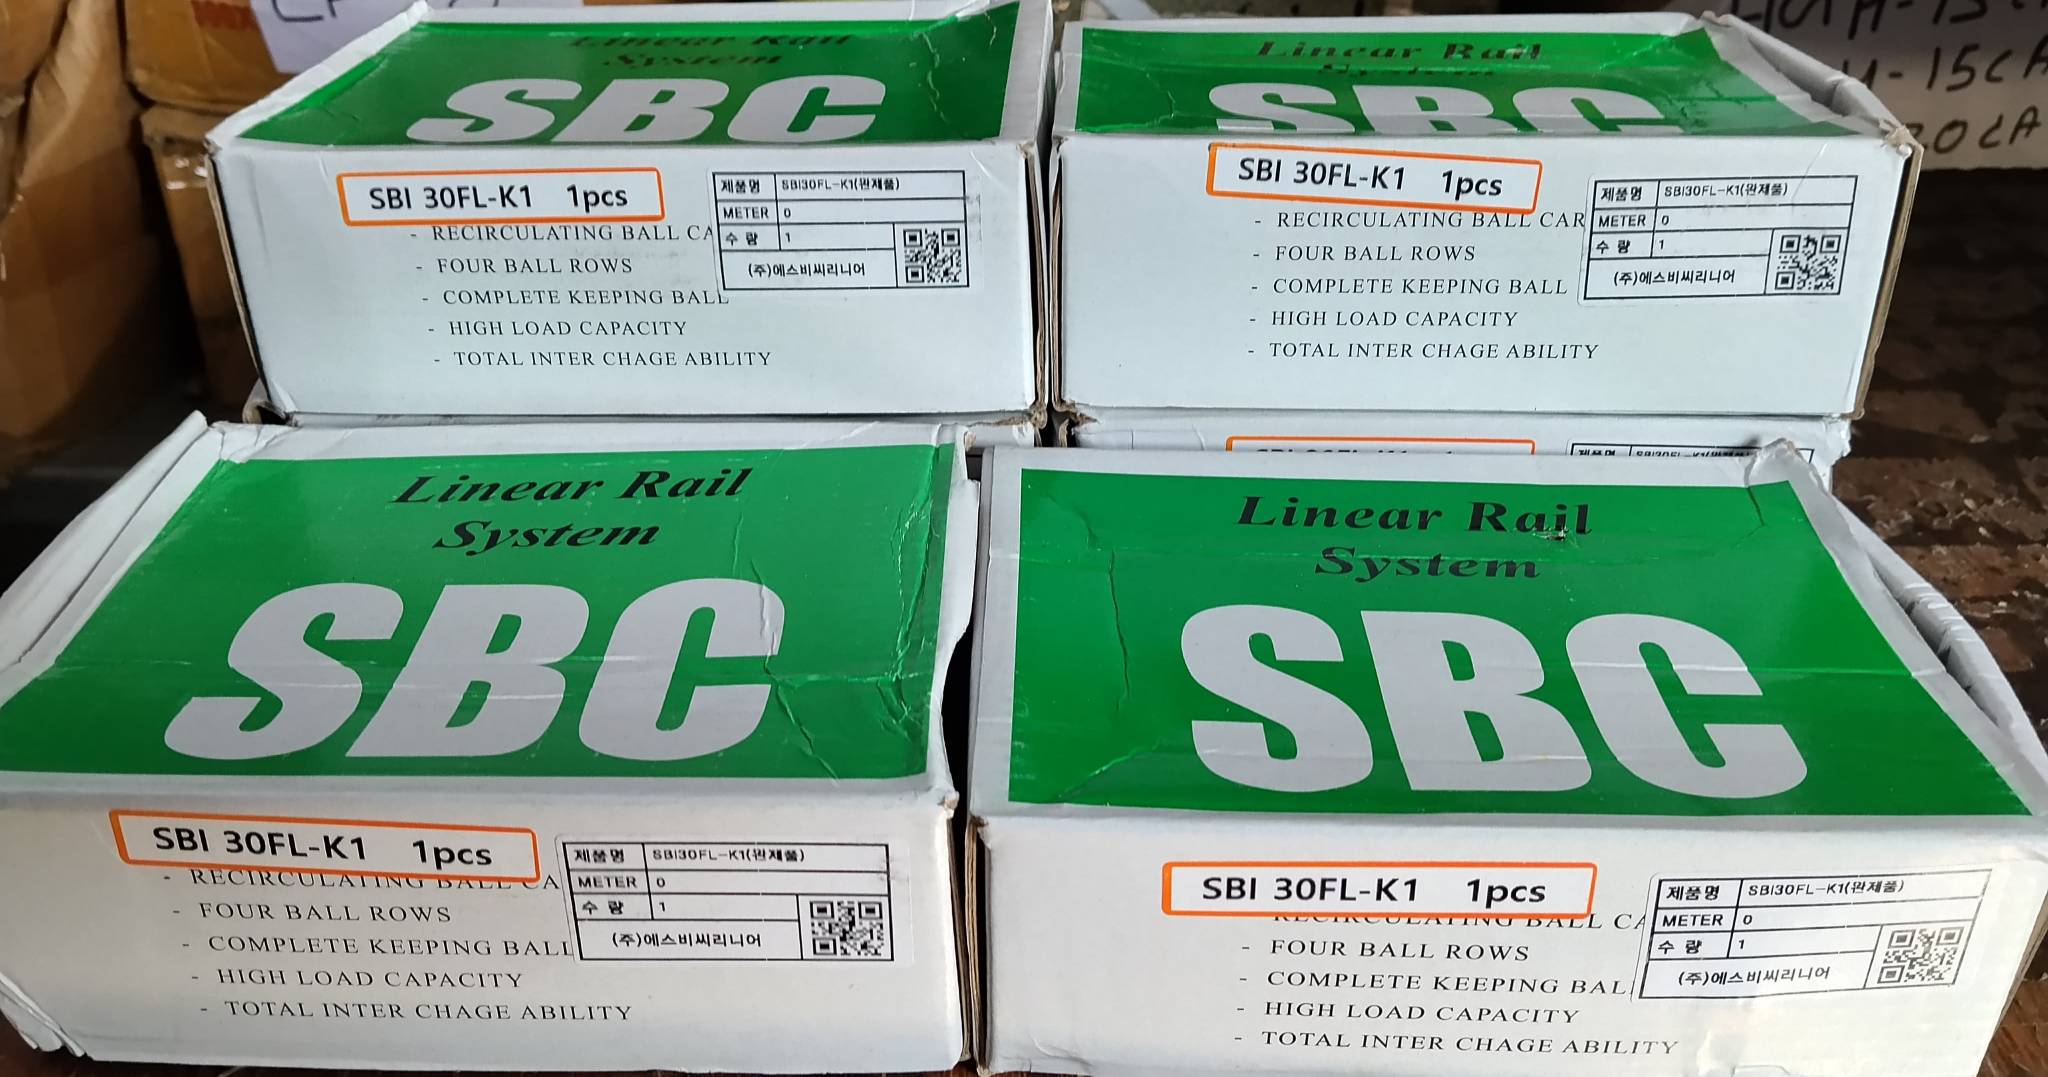 Linear Rail
System
SBC
SBI 30FL-K1 1pcs
- RECIRCULATING BALL
- FOUR BALL ROWS
- COMPLETE KEEPING BALL
- HIGH LOAD CAPACITY
- TOTAL INTER CHAGE ABILITY
제품명 SBI30FL-K1(완제품)
METER 0
수 량 1
(주)에스비씨리니어
Linear Rail
System
SBC
SBI 30FL-K1 1pcs
- RECIRCULATING BALL
- FOUR BALL ROWS
- COMPLETE KEEPING BALL
- HIGH LOAD CAPACITY
- TOTAL INTER CHAGE ABILITY
제품명 SBI30FL-K1(완제품)
METER 0
수 량 1
(주)에스비씨리니어
-15CA
Linear Rail
System
SBC
SBI 30FL-K1 1pcs
- RECIRCULATING BALL
- FOUR BALL ROWS
- COMPLETE KEEPING BALL
- HIGH LOAD CAPACITY
- TOTAL INTER CHAGE ABILITY
제품명 SBI30FL-K1(완제품)
METER 0
수 량 1
(주)에스비씨리니어
Linear Rail
System
SBC
SBI 30FL-K1 1pcs
- RECIRCULATING BALL
- FOUR BALL ROWS
- COMPLETE KEEPING BAL
- HIGH LOAD CAPACITY
- TOTAL INTER CHAGE ABILITY
제품명 SBI30FL-K1(완제품)
METER 0
수 량 1
(주)에스비씨리니어